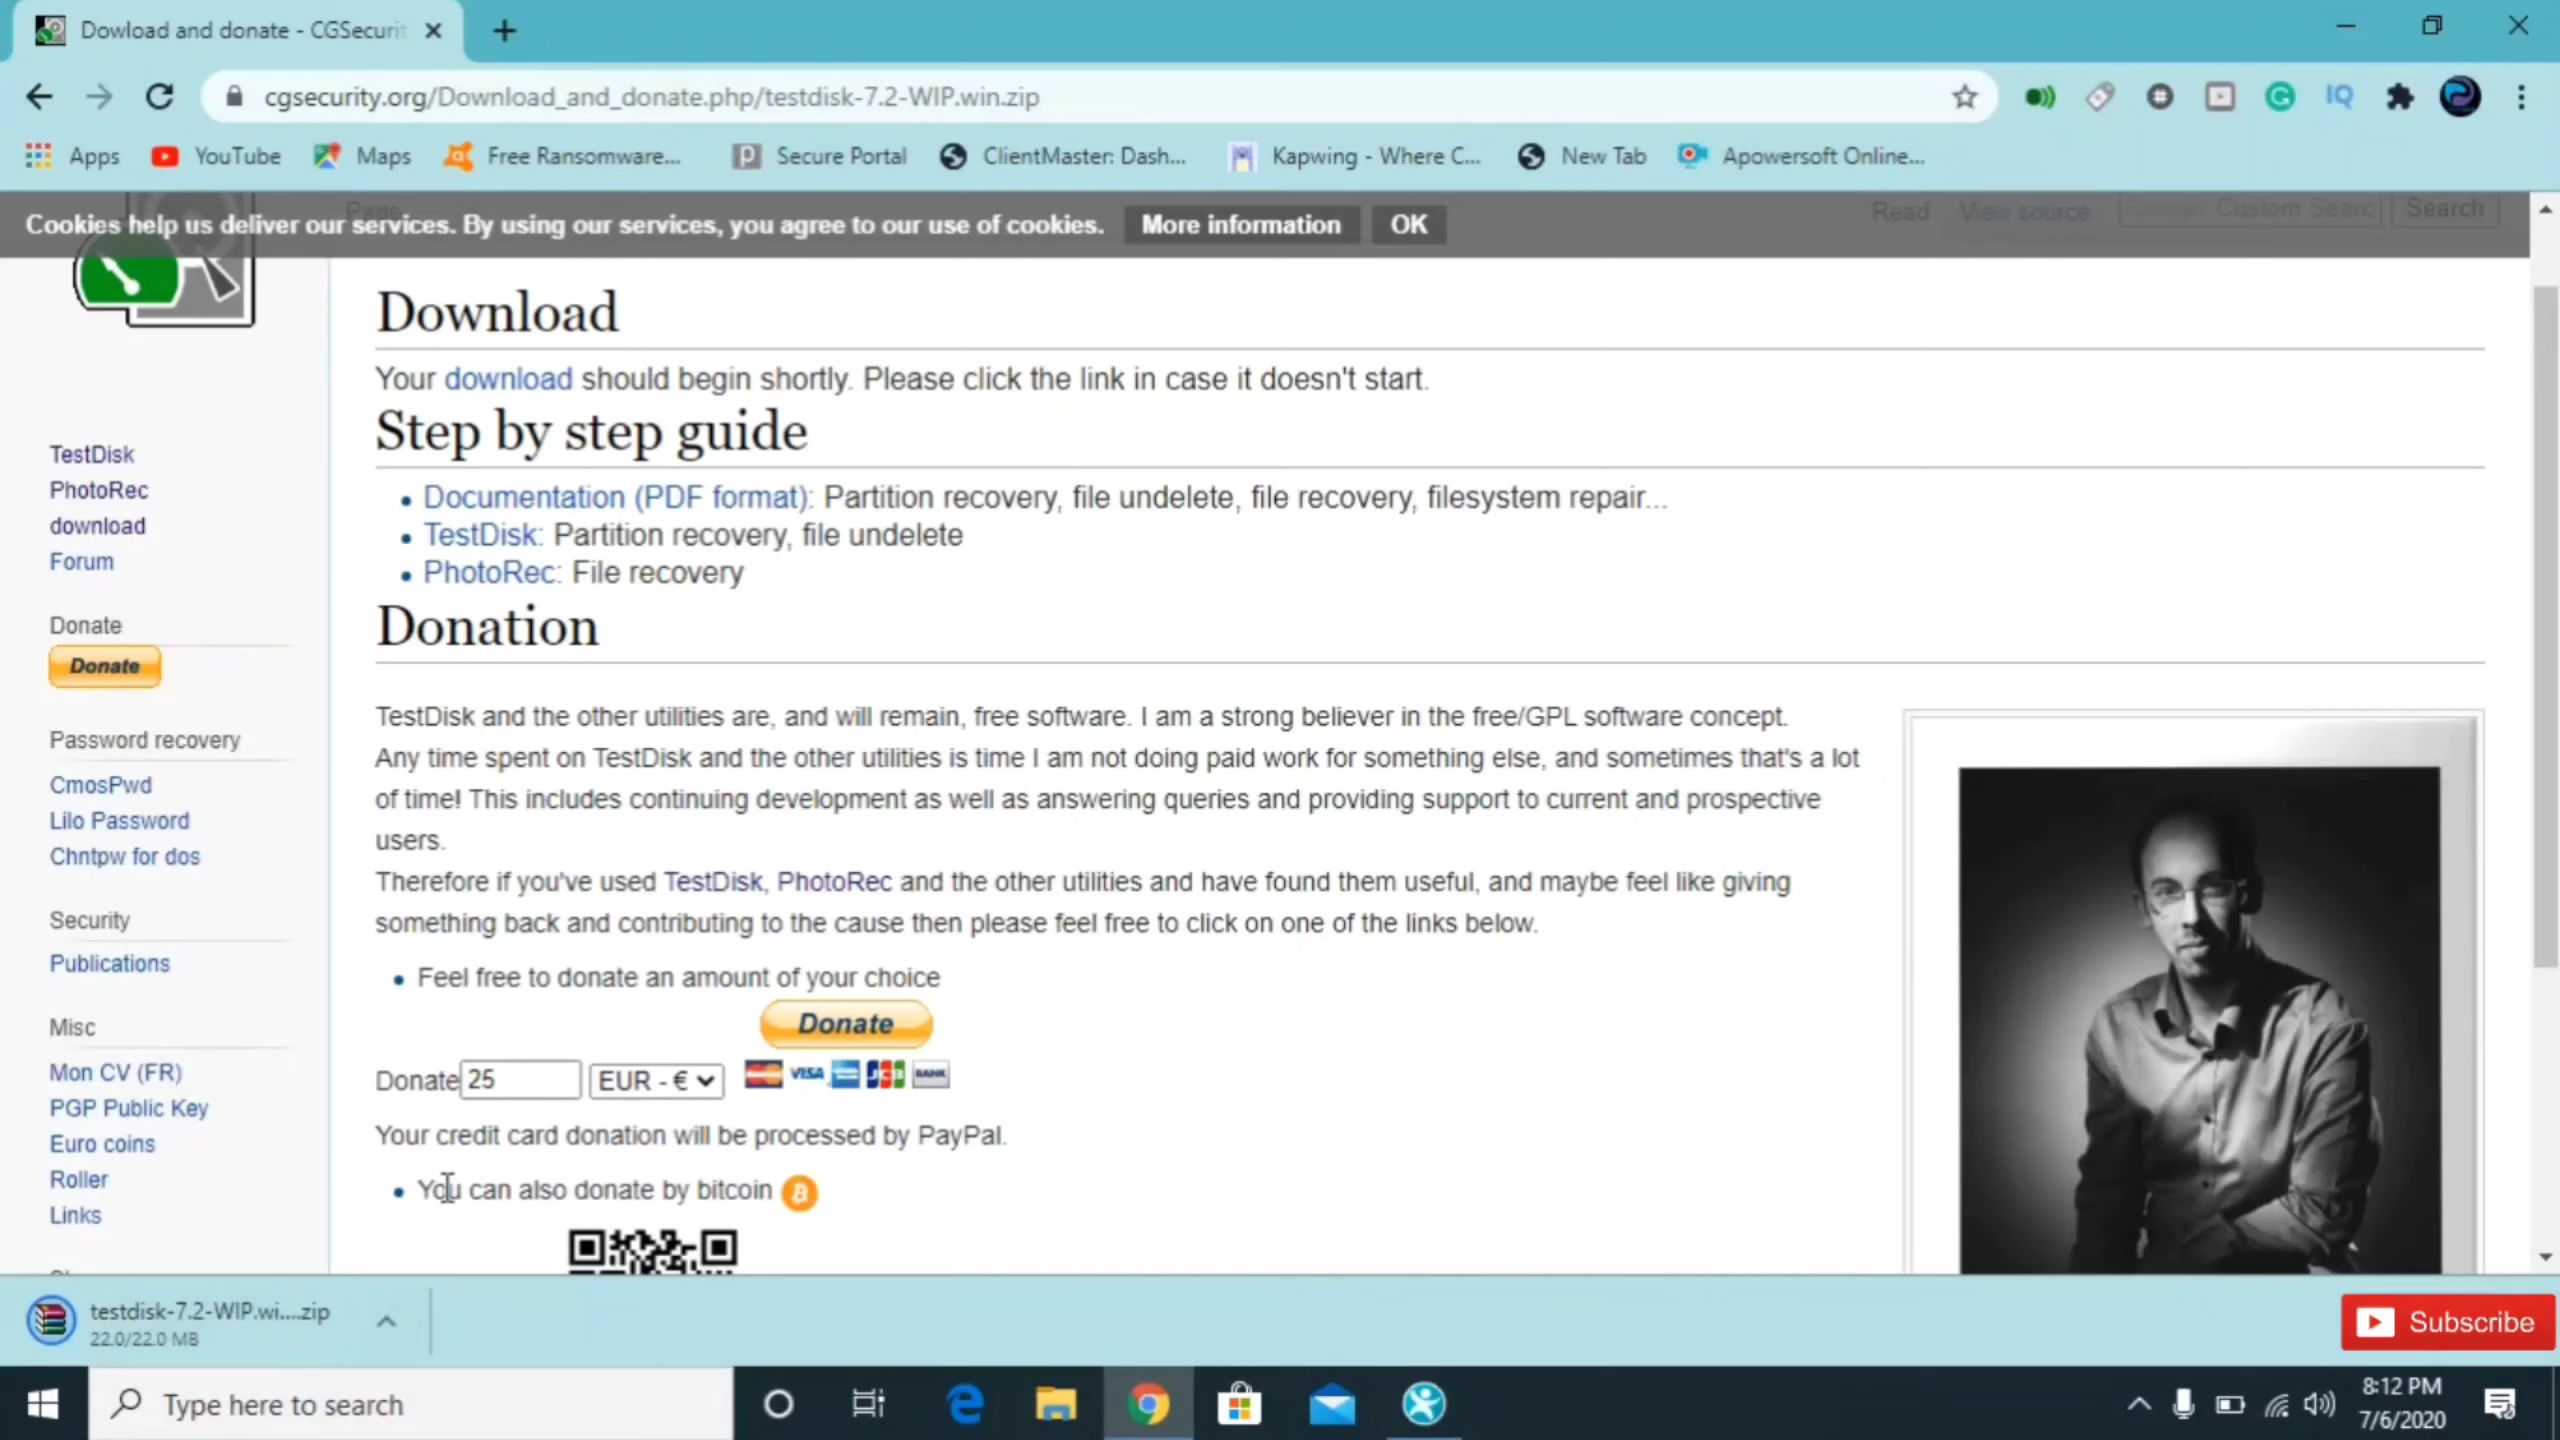 Dowload and donate - CGSecurit
cgsecurity.org/Download_and_donate.php/testdisk-7.2-WIP.win.zip
IQ
Apps
YouTube
Maps
Free Ransomware...
Secure Portal
ClientMaster: Dash...
Kapwing - Where C...
New Tab
Apowersoft Online...
Page
Read
View source
Custom Searc
Search
Cookies help us deliver our services. By using our services, you agree to our use of cookies.
More information
OK
Download
Your download should begin shortly. Please click the link in case it doesn't start.
Step by step guide
• Documentation (PDF format): Partition recovery, file undelete, file recovery, filesystem repair...
• TestDisk: Partition recovery, file undelete
• PhotoRec: File recovery
Donation
TestDisk and the other utilities are, and will remain, free software. I am a strong believer in the free/GPL software concept.
Any time spent on TestDisk and the other utilities is time I am not doing paid work for something else, and sometimes that's a lot
of time! This includes continuing development as well as answering queries and providing support to current and prospective
users.
Therefore if you've used TestDisk, PhotoRec and the other utilities and have found them useful, and maybe feel like giving
something back and contributing to the cause then please feel free to click on one of the links below.
• Feel free to donate an amount of your choice
Donate
Donate 25 EUR - €
VISA
JCB
BANK
Your credit card donation will be processed by PayPal.
• You can also donate by bitcoin
TestDisk
PhotoRec
download
Forum
Donate
Donate
Password recovery
CmosPwd
Lilo Password
Chntpw for dos
Security
Publications
Misc
Mon CV (FR)
PGP Public Key
Euro coins
Roller
Links
testdisk-7.2-WIP.wi....zip
22.0/22.0 MB
Subscribe
Type here to search
8:12 PM
7/6/2020